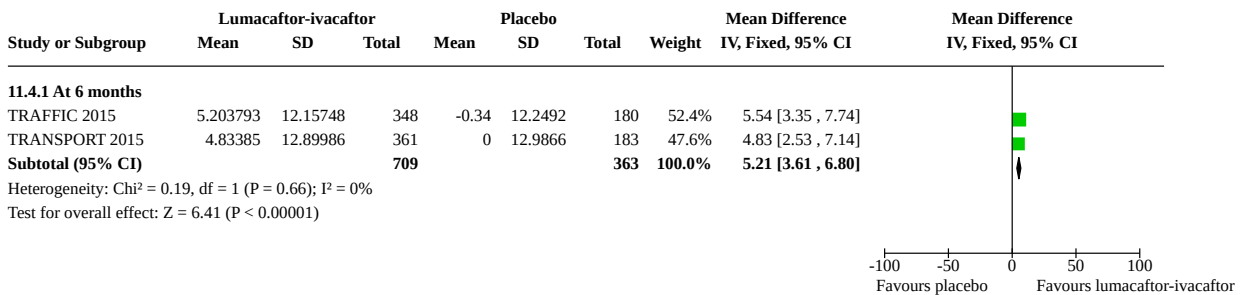 Lumacaftor-ivacaftor Placebo Mean Difference Mean Difference
Study or Subgroup Mean SD Total Mean SD Total Weight IV, Fixed, 95% CI IV, Fixed, 95% CI
11.4.1 At 6 months
TRAFFIC 2015 5.203793 12.15748 348 -0.34 12.2492 180 52.4% 5.54 [3.35 , 7.74]
TRANSPORT 2015 4.83385 12.89986 361 0 12.9866 183 47.6% 4.83 [2.53 , 7.14]
Subtotal (95% CI) 709 363 100.0% 5.21 [3.61 , 6.80]
Heterogeneity: Chi² = 0.19, df = 1 (P = 0.66); I² = 0%
Test for overall effect: Z = 6.41 (P < 0.00001)
-100 -50 0 50 100
Favours placebo Favours lumacaftor-ivacaftor